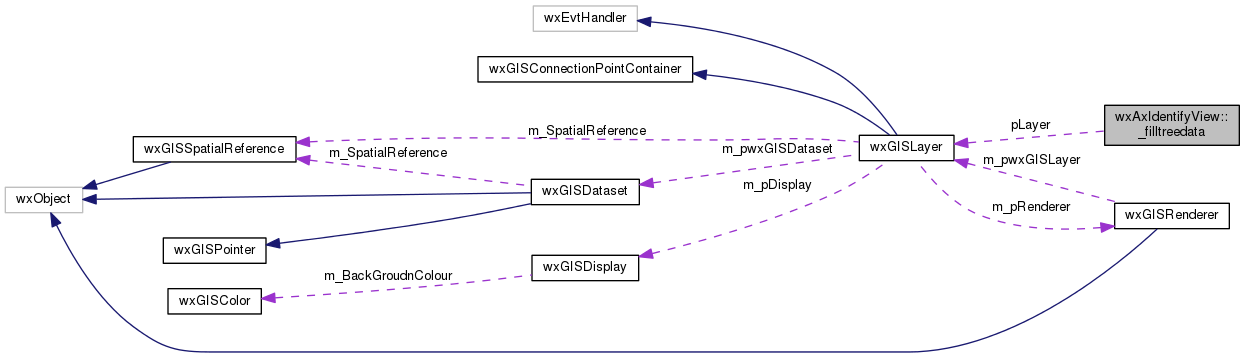 wxEvtHandler
wxGISConnectionPointContainer
wxAxIdentifyView::
_filltreedata
pLayer
m_SpatialReference
wxGISSpatialReference
wxGISLayer
m_SpatialReference
m_pwxGISDataset
m_pwxGISLayer
m_pDisplay
wxGISDataset
wxObject
m_pRenderer
wxGISRenderer
wxGISPointer
wxGISDisplay
m_BackGroudnColour
wxGISColor